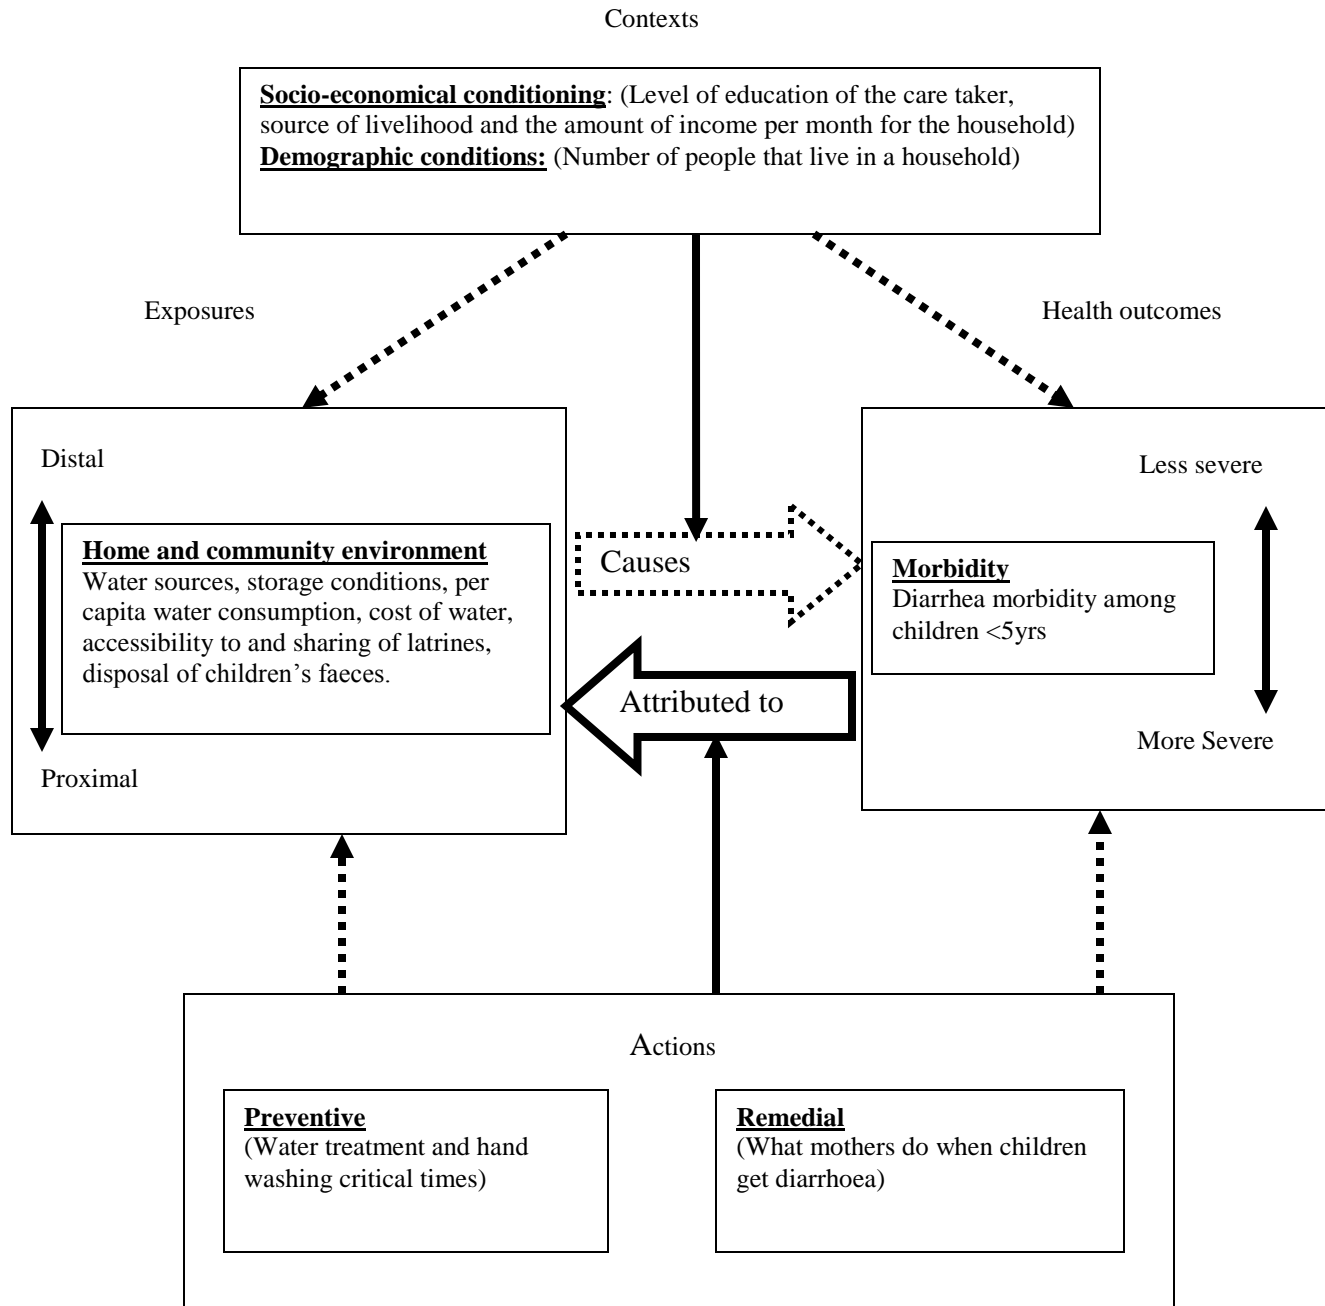 Contexts
Socio-economical conditioning: (Level of education of the care taker,
source of livelihood and the amount of income per month for the household)
Demographic conditions: (Number of people that live in a household)
Exposures
Health outcomes
Distal
Home and community environment
Water sources, storage conditions, per
capita water consumption, cost of water,
accessibility to and sharing of latrines,
disposal of children’s faeces.
Proximal
Causes
Attributed to
Less severe
Morbidity
Diarrhea morbidity among
children <5yrs
More Severe
Actions
Preventive
(Water treatment and hand
washing critical times)
Remedial
(What mothers do when children
get diarrhoea)